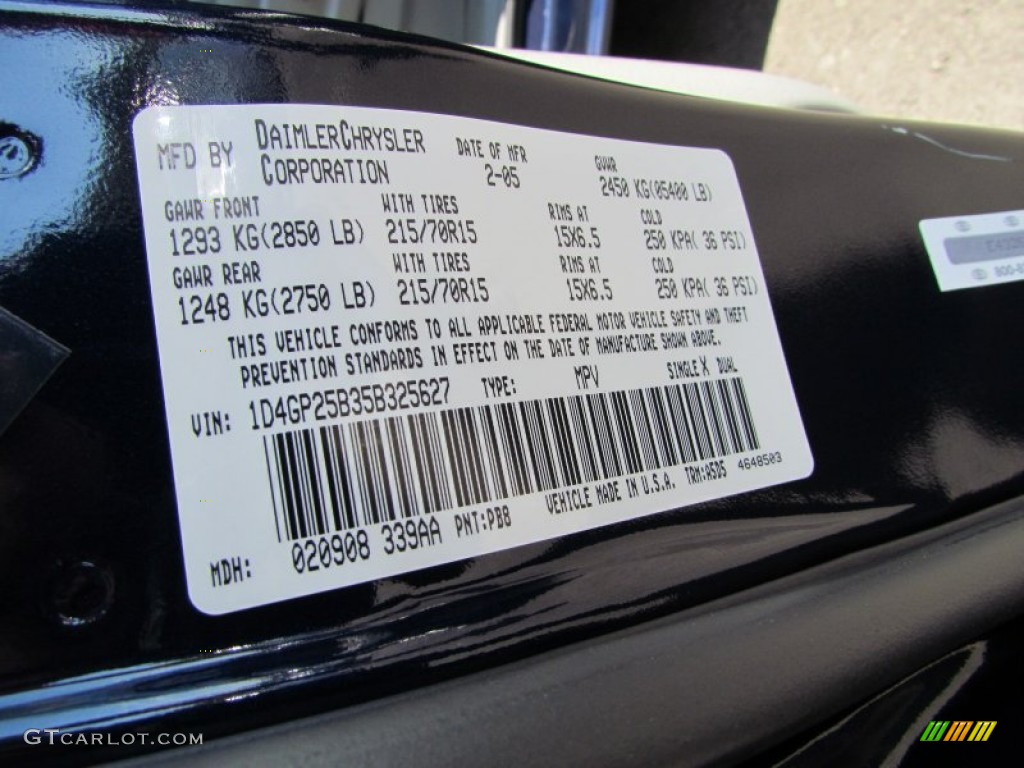 MFD BY DAIMLERCHRYSLER CORPORATION
DATE OF MFR 2-05
GVWR 2450 KG(05400 LB)
GAWR FRONT WITH TIRES RIMS AT COLD
1293 KG(2850 LB) 215/70R15 15X6.5 250 KPA( 36 PSI)
GAWR REAR WITH TIRES RIMS AT COLD
1248 KG(2750 LB) 215/70R15 15X6.5 250 KPA( 36 PSI)
THIS VEHICLE CONFORMS TO ALL APPLICABLE FEDERAL MOTOR VEHICLE SAFETY AND THEFT
PREVENTION STANDARDS IN EFFECT ON THE DATE OF MANUFACTURE SHOWN ABOVE.
VIN: 1D4GP25B35B325627 TYPE: MPV SINGLE X DUAL
MDH: 020908 339AA PNT:PB8 VEHICLE MADE IN U.S.A. TRM:A5D5 4648503
GTCARLOT.COM